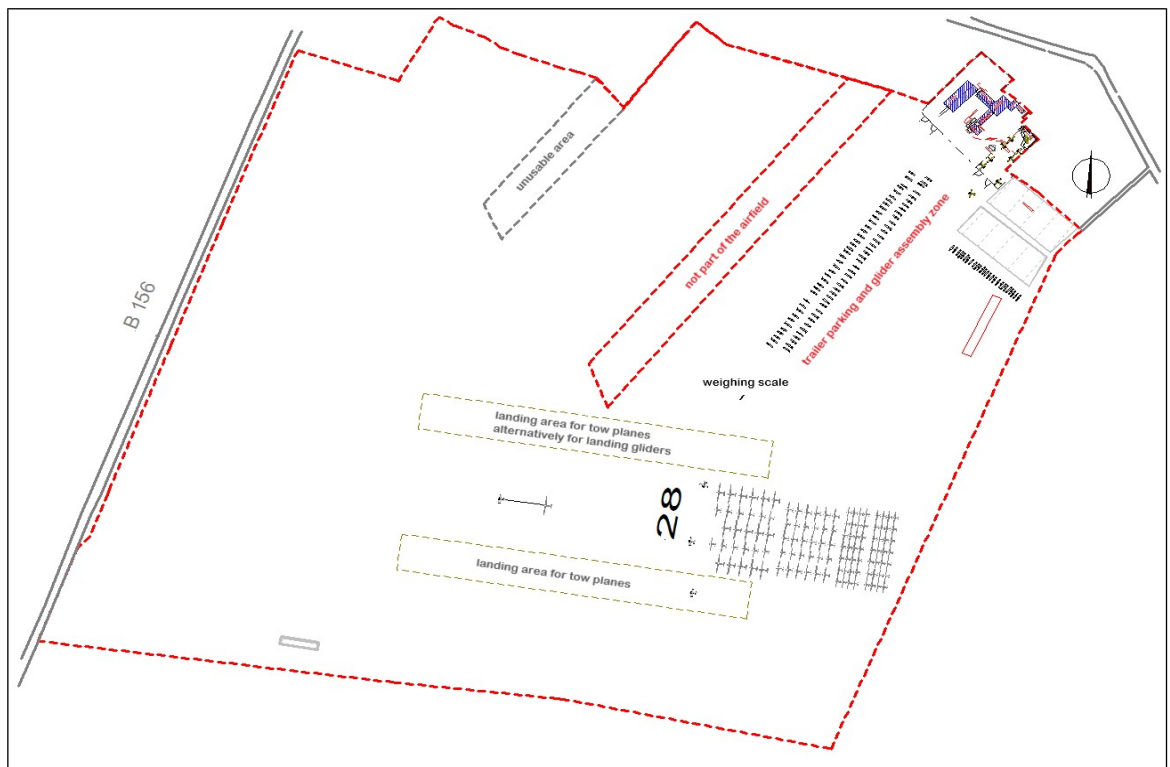 unusable area
not part of the airfield
trailer parking and glider assembly zone
B 156
weighing scale
landing area for tow planes
alternatively for landing gliders
28
landing area for tow planes